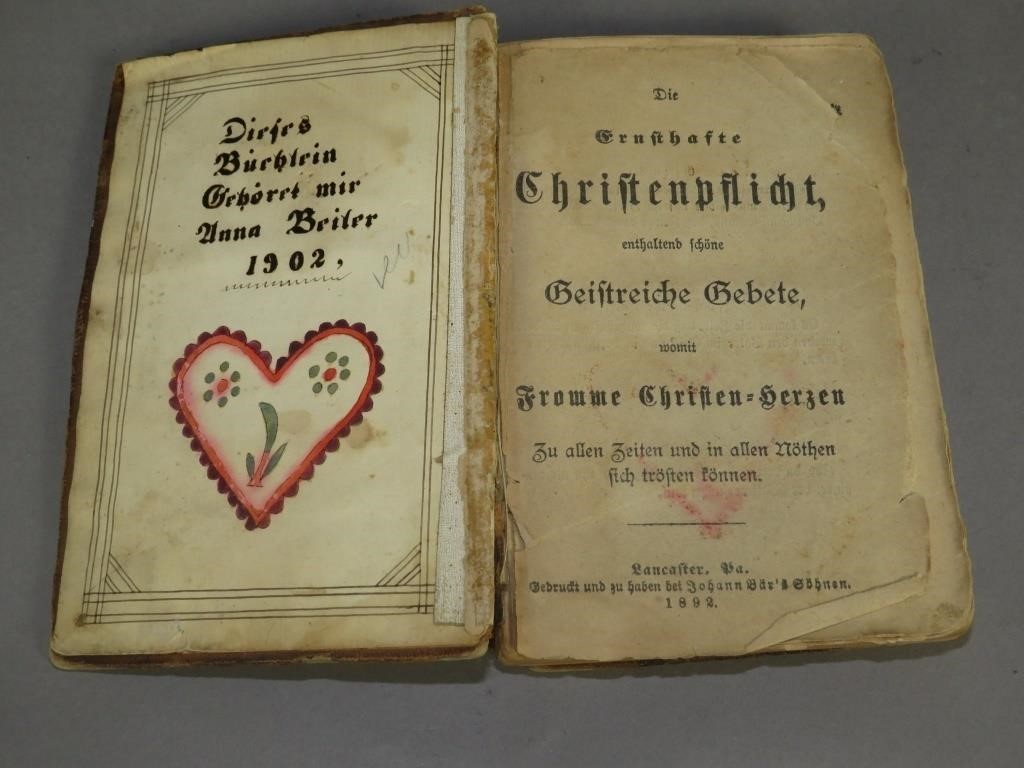 Dieses
Büchlein
Gehöret mir
Anna Beiler
1902,
Die
Ernsthafte
Christenpflicht,
enthaltend schöne
Geistreiche Gebete,
womit
Fromme Christen=Herzen
Zu allen Zeiten und in allen Nöthen
sich trösten können.
Lancaster, Pa.
Gedruckt und zu haben bei Johann Bär's Söhnen.
1892.